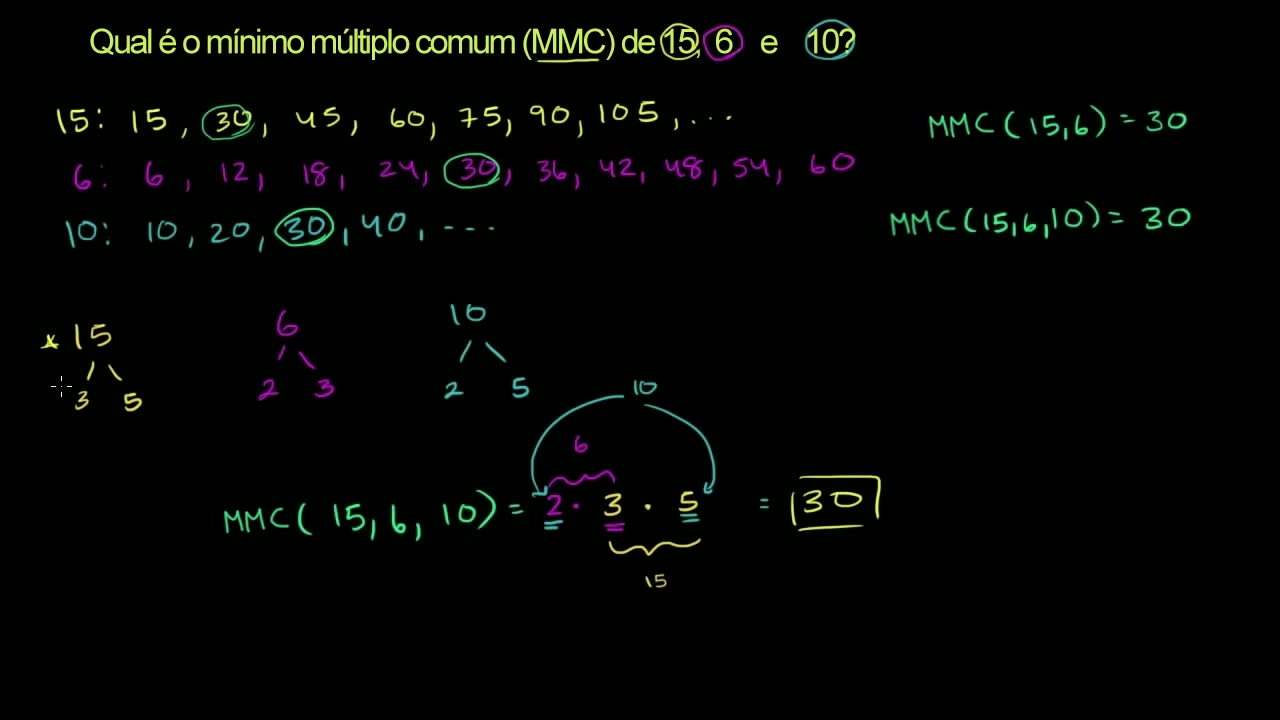 Qual é o mínimo múltiplo comum (MMC) de 15, 6 e 10?
15: 15, 30, 45, 60, 75, 90, 105, ...
MMC(15,6) = 30
6: 6, 12, 18, 24, 30, 36, 42, 48, 54, 60
10: 10, 20, 30, 40, ...
MMC(15,6,10) = 30
15 6 10
3 5 2 3 2 5
10
6
MMC(15, 6, 10) = 2 · 3 · 5 = 30
15